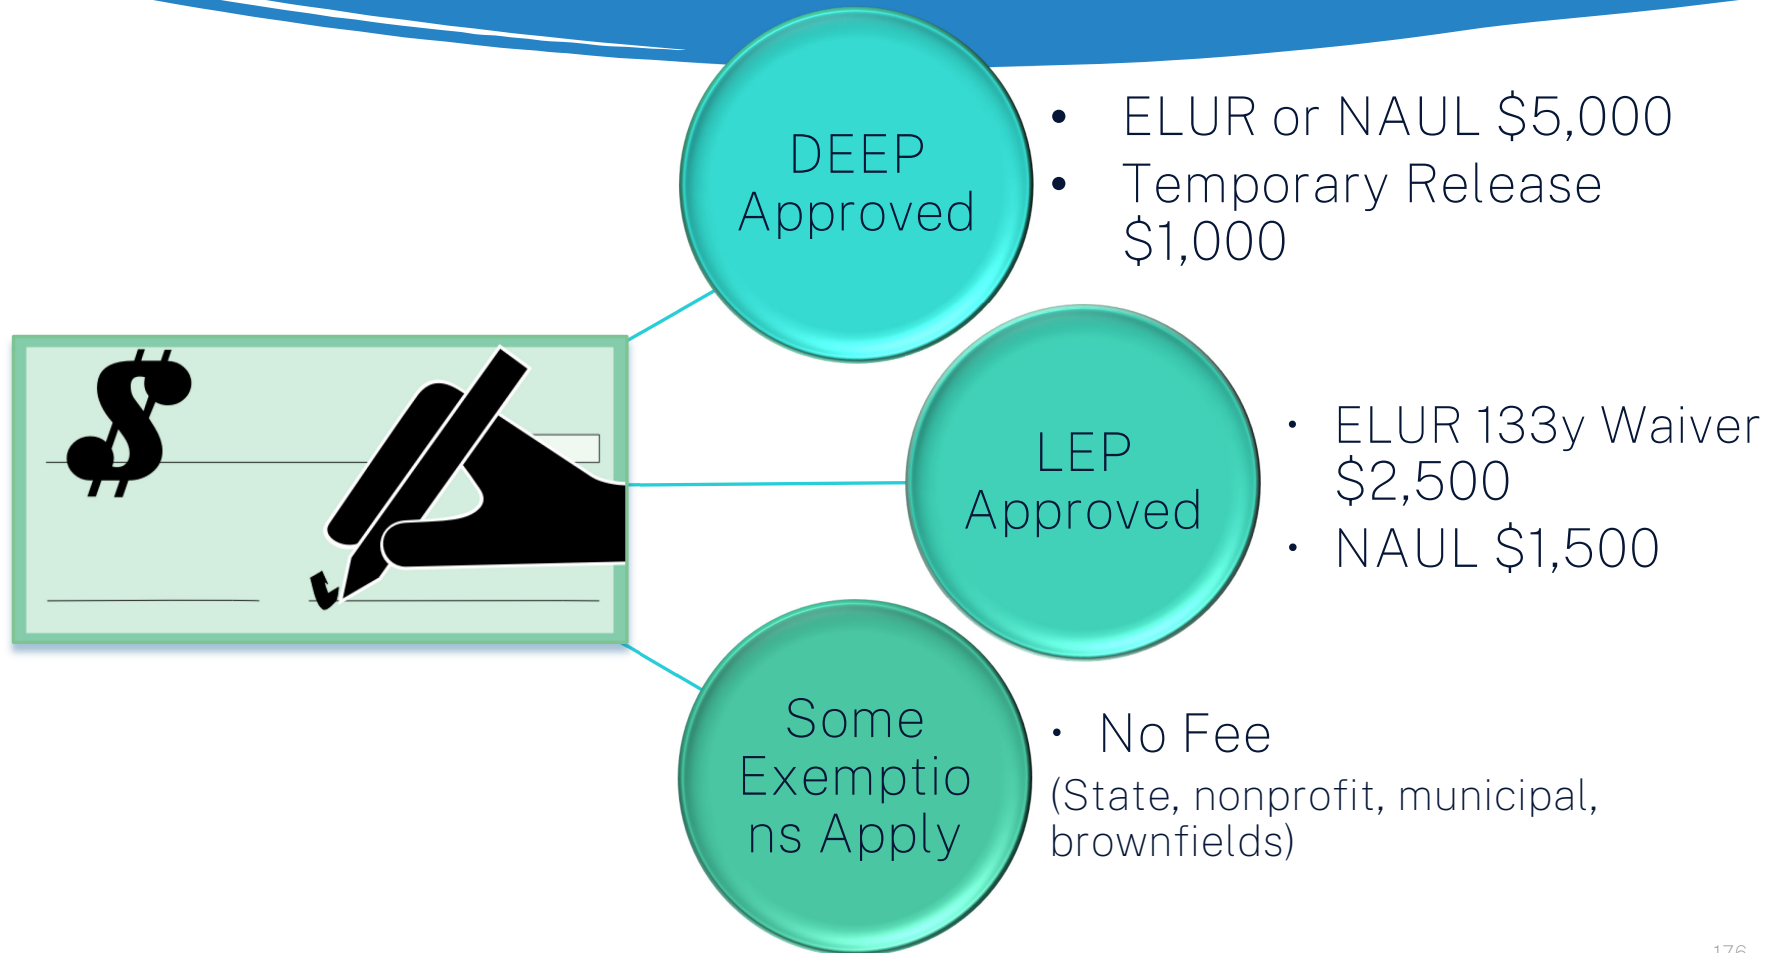 DEEP
Approved
• ELUR or NAUL $5,000
• Temporary Release
$1,000
LEP
Approved
• ELUR 133y Waiver
$2,500
• NAUL $1,500
Some
Exemptio
ns Apply
• No Fee
(State, nonprofit, municipal,
brownfields)
$
176